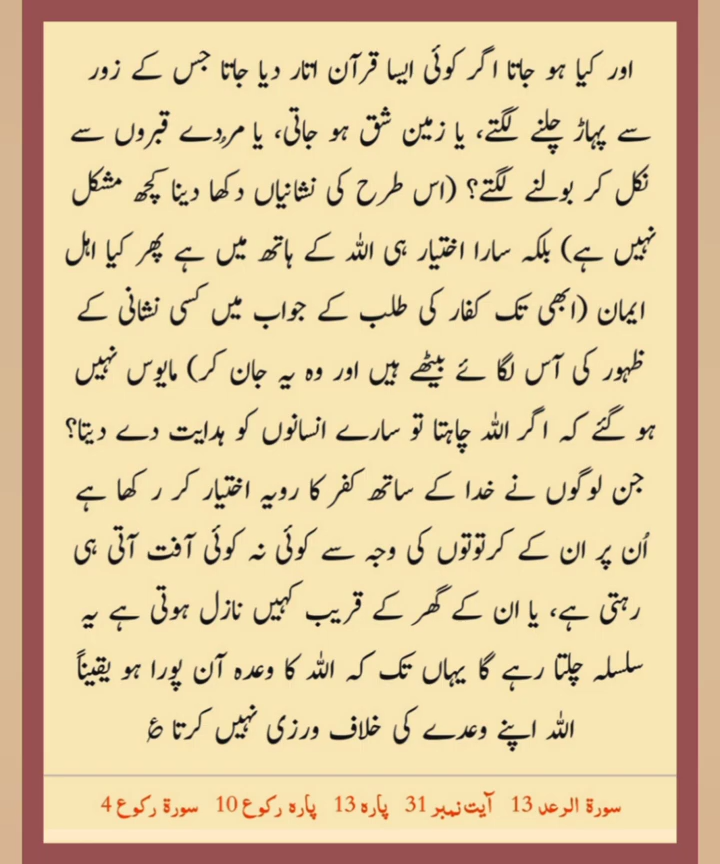 اور کیا ہو جاتا اگر کوئی ایسا قرآن اتار دیا جاتا جس کے زور
سے پہاڑ چلنے لگتے، یا زمین شق ہو جاتی، یا مردے قبروں سے
نکل کر بولنے لگتے؟ (اس طرح کی نشانیاں دکھا دینا کچھ مشکل
نہیں ہے) بلکہ سارا اختیار ہی اللہ کے ہاتھ میں ہے پھر کیا اہل
ایمان (ابھی تک کفار کی طلب کے جواب میں کسی نشانی کے
ظہور کی آس لگا ئے بیٹھے ہیں اور وہ یہ جان کر) مایوس نہیں
ہو گئے کہ اگر اللہ چاہتا تو سارے انسانوں کو ہدایت دے دیتا؟
جن لوگوں نے خدا کے ساتھ کفر کا رویہ اختیار کر ر کھا ہے
اُن پر ان کے کرتوتوں کی وجہ سے کوئی نہ کوئی آفت آتی ہی
رہتی ہے، یا ان کے گھر کے قریب کہیں نازل ہوتی ہے یہ
سلسلہ چلتا رہے گا یہاں تک کہ اللہ کا وعدہ آن پورا ہو یقیناً
اللہ اپنے وعدے کی خلاف ورزی نہیں کرتا ؏
سورۃ الرعد 13 آیت نمبر 31 پارہ 13 پارہ رکوع 10 سورۃ رکوع 4